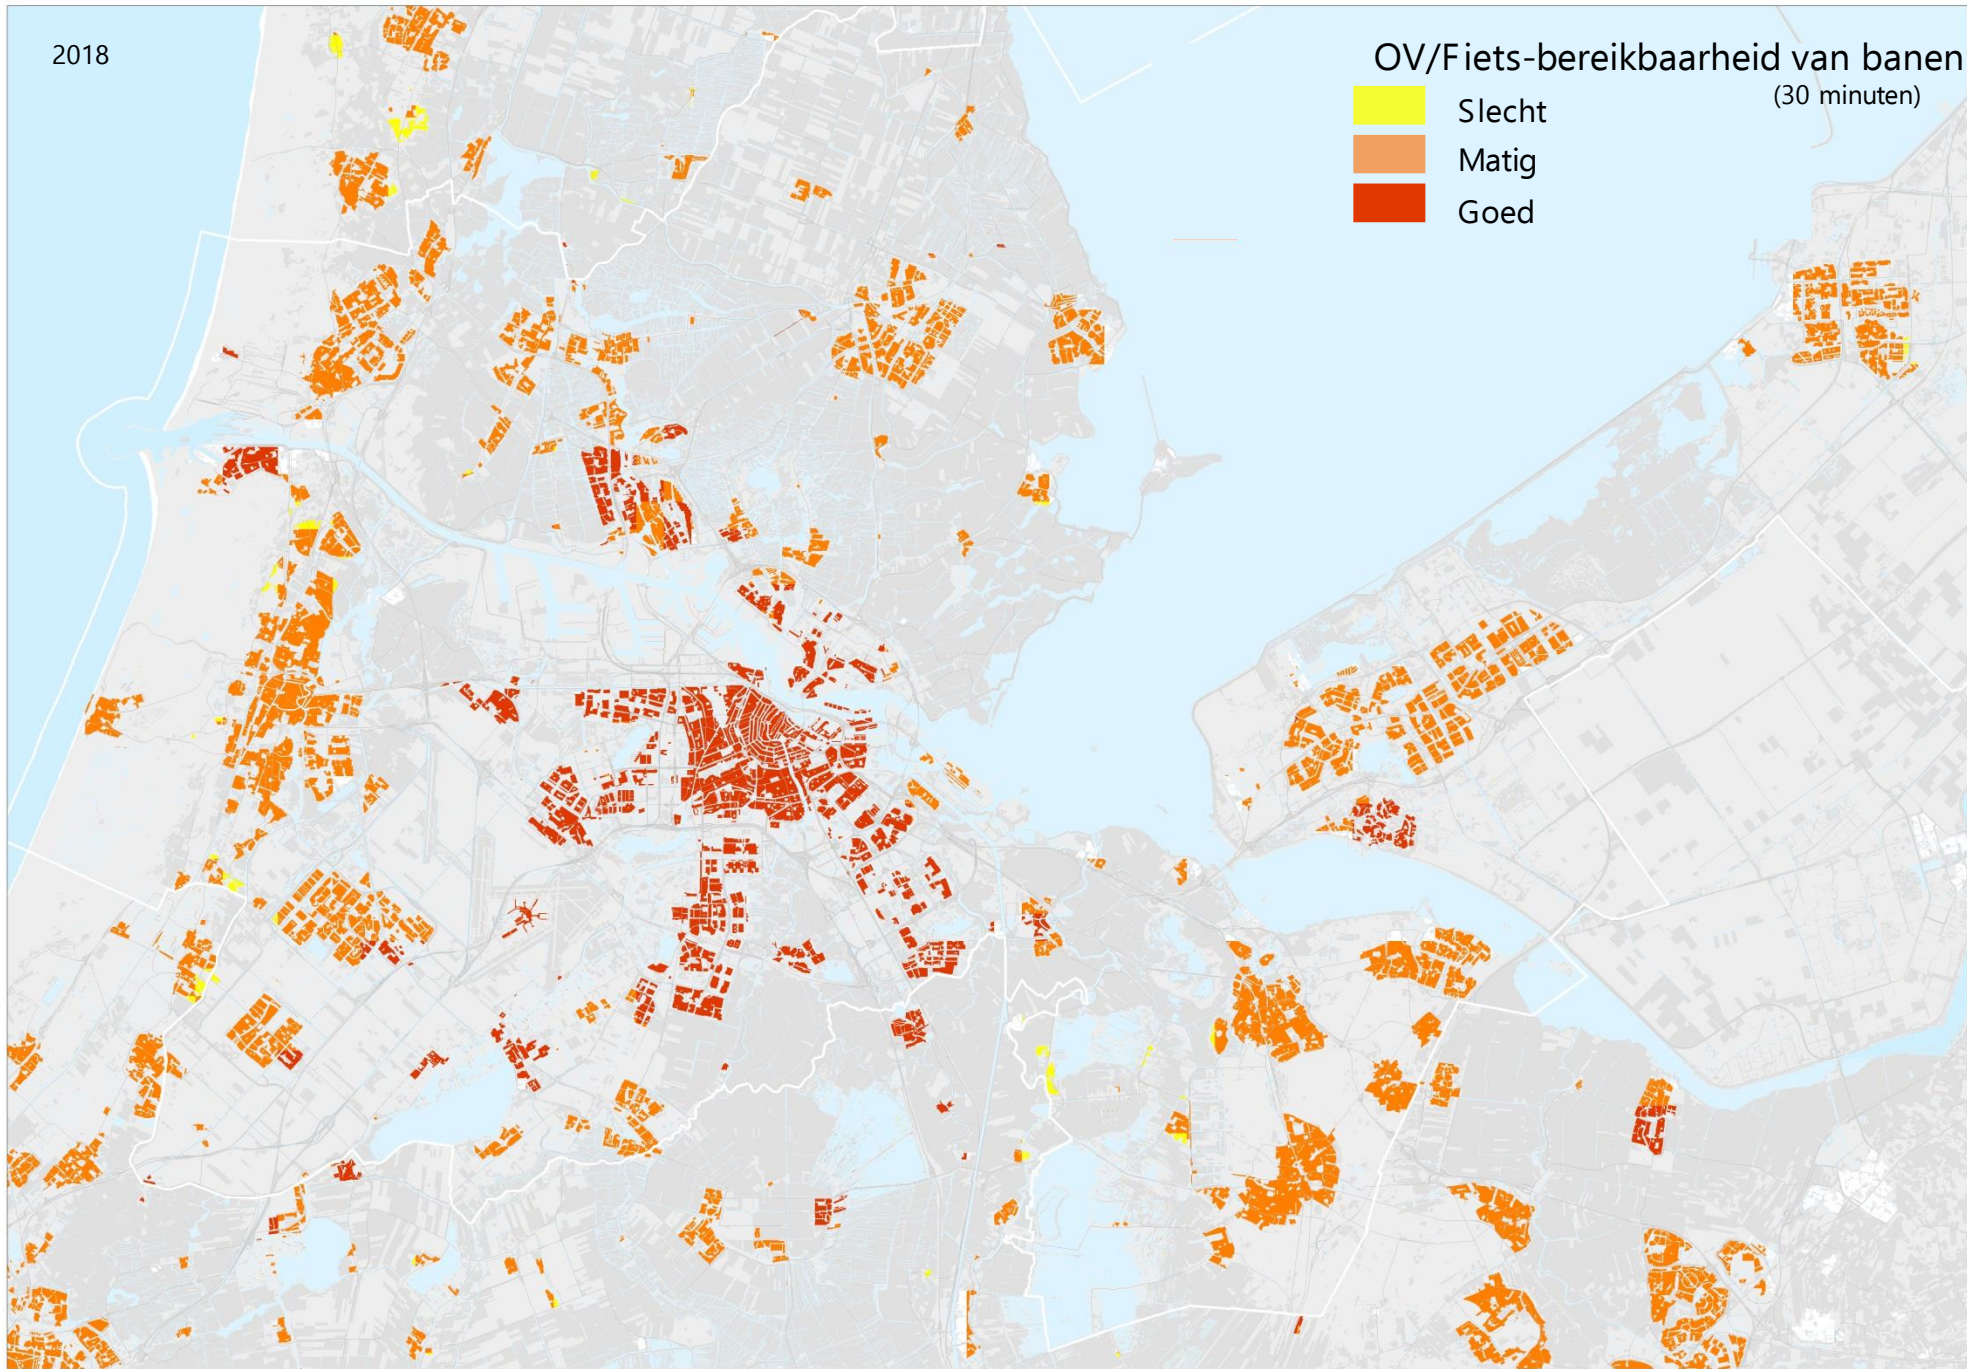 2018
OV/Fiets-bereikbaarheid van banen
(30 minuten)
Slecht
Matig
Goed